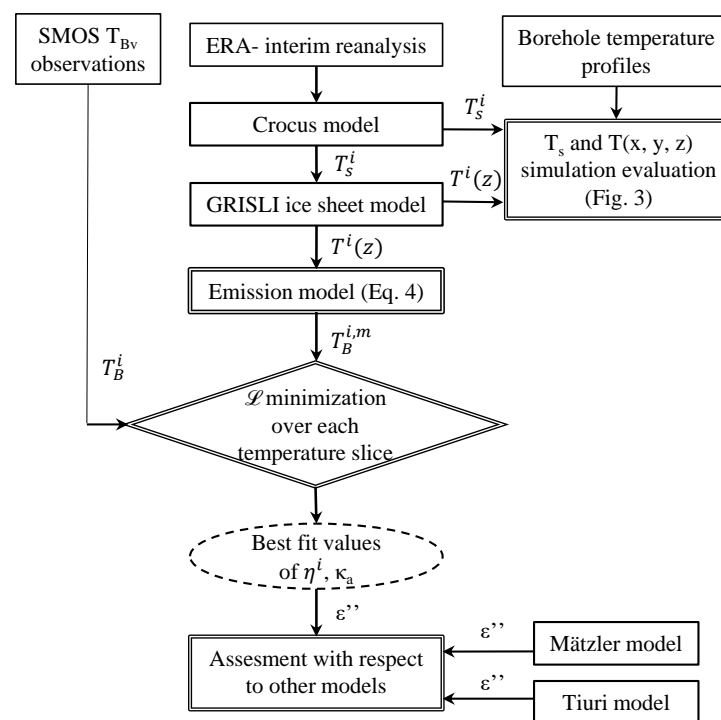 SMOS T_Bv
observations
ERA- interim reanalysis
Borehole temperature
profiles
Crocus model
T_s^i
T_s^i
T_s and T(x, y, z)
simulation evaluation
(Fig. 3)
GRISLI ice sheet model
T^i(z)
T^i(z)
Emission model (Eq. 4)
T_B^{i,m}
T_B^i
ℒ minimization
over each
temperature slice
Best fit values
of η^i, κ_a
ε’’
Assesment with respect
to other models
ε’’
Mätzler model
ε’’
Tiuri model